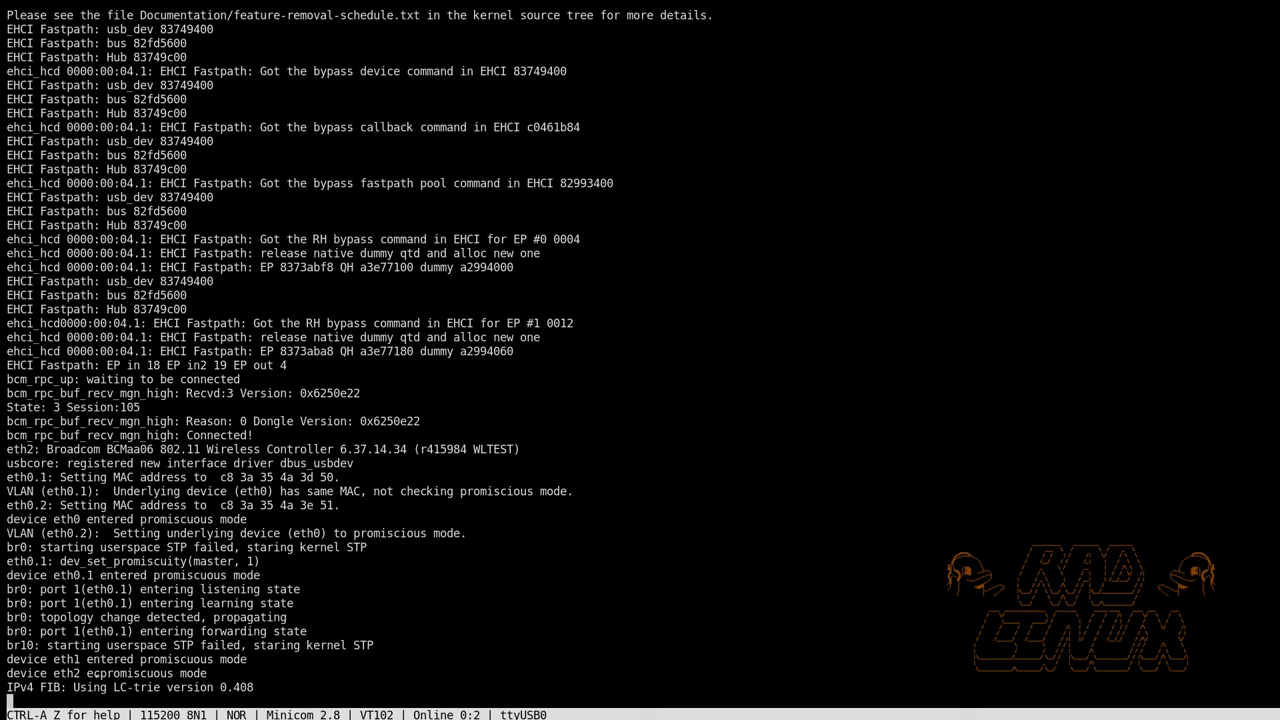 Please see the file Documentation/feature-removal-schedule.txt in the kernel source tree for more details.
EHCI Fastpath: usb_dev 83749400
EHCI Fastpath: bus 82fd5600
EHCI Fastpath: Hub 83749c00
ehci_hcd 0000:00:04.1: EHCI Fastpath: Got the bypass device command in EHCI 83749400
EHCI Fastpath: usb_dev 83749400
EHCI Fastpath: bus 82fd5600
EHCI Fastpath: Hub 83749c00
ehci_hcd 0000:00:04.1: EHCI Fastpath: Got the bypass callback command in EHCI c0461b84
EHCI Fastpath: usb_dev 83749400
EHCI Fastpath: bus 82fd5600
EHCI Fastpath: Hub 83749c00
ehci_hcd 0000:00:04.1: EHCI Fastpath: Got the bypass fastpath pool command in EHCI 82993400
EHCI Fastpath: usb_dev 83749400
EHCI Fastpath: bus 82fd5600
EHCI Fastpath: Hub 83749c00
ehci_hcd 0000:00:04.1: EHCI Fastpath: Got the RH bypass command in EHCI for EP #0 0004
ehci_hcd 0000:00:04.1: EHCI Fastpath: release native dummy qtd and alloc new one
ehci_hcd 0000:00:04.1: EHCI Fastpath: EP 8373abf8 QH a3e77100 dummy a2994000
EHCI Fastpath: usb_dev 83749400
EHCI Fastpath: bus 82fd5600
EHCI Fastpath: Hub 83749c00
ehci_hcd0000:00:04.1: EHCI Fastpath: Got the RH bypass command in EHCI for EP #1 0012
ehci_hcd 0000:00:04.1: EHCI Fastpath: release native dummy qtd and alloc new one
ehci_hcd 0000:00:04.1: EHCI Fastpath: EP 8373aba8 QH a3e77180 dummy a2994060
EHCI Fastpath: EP in 18 EP in2 19 EP out 4
bcm_rpc_up: waiting to be connected
bcm_rpc_buf_recv_mgn_high: Recvd:3 Version: 0x6250e22
State: 3 Session:105
bcm_rpc_buf_recv_mgn_high: Reason: 0 Dongle Version: 0x6250e22
bcm_rpc_buf_recv_mgn_high: Connected!
eth2: Broadcom BCMaa06 802.11 Wireless Controller 6.37.14.34 (r415984 WLTEST)
usbcore: registered new interface driver dbus_usbdev
eth0.1: Setting MAC address to  c8 3a 35 4a 3d 50.
VLAN (eth0.1):  Underlying device (eth0) has same MAC, not checking promiscious mode.
eth0.2: Setting MAC address to  c8 3a 35 4a 3e 51.
device eth0 entered promiscuous mode
VLAN (eth0.2):  Setting underlying device (eth0) to promiscious mode.
br0: starting userspace STP failed, staring kernel STP
eth0.1: dev_set_promiscuity(master, 1)
device eth0.1 entered promiscuous mode
br0: port 1(eth0.1) entering listening state
br0: port 1(eth0.1) entering learning state
br0: topology change detected, propagating
br0: port 1(eth0.1) entering forwarding state
br10: starting userspace STP failed, staring kernel STP
device eth1 entered promiscuous mode
device eth2 e promiscuous mode
IPv4 FIB: Using LC-trie version 0.408
RAD
LINUX
CTRL-A Z for help | 115200 8N1 | NOR | Minicom 2.8 | VT102 | Online 0:2 | ttyUSB0